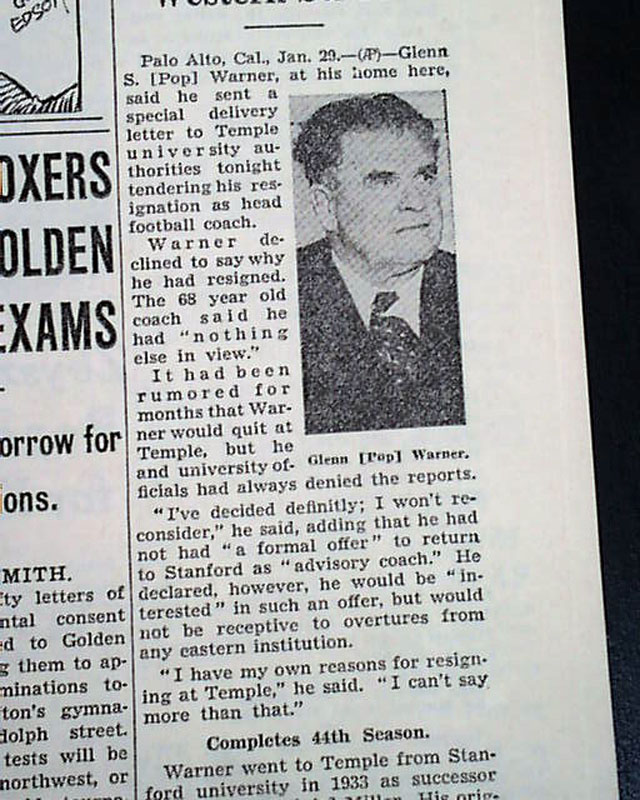 EDSON
OXERS
OLDEN
EXAMS
orrow for
ions.
MITH.
ty letters of
ntal consent
ed to Golden
g them to ap-
minations to-
ton's gymna-
dolph street.
tests will be
northwest, or
Palo Alto, Cal., Jan. 29.—(AP)—Glenn
S. [Pop] Warner, at his home here,
said he sent a
special delivery
letter to Temple
university au-
thorities tonight
tendering his res-
ignation as head
football coach.
Warner de-
clined to say why
he had resigned.
The 68 year old
coach said he
had "nothing
else in view."
It had been
rumored for
months that War-
ner would quit at
Temple, but he
and university of-
Glenn [Pop] Warner.
ficials had always denied the reports.
"I've decided definitly; I won't re-
consider," he said, adding that he had
not had "a formal offer" to return
to Stanford as "advisory coach." He
declared, however, he would be "in-
terested" in such an offer, but would
not be receptive to overtures from
any eastern institution.
"I have my own reasons for resign-
ing at Temple," he said. "I can't say
more than that."
Completes 44th Season.
Warner went to Temple from Stan-
ford university in 1933 as successor
Miller. His orig-